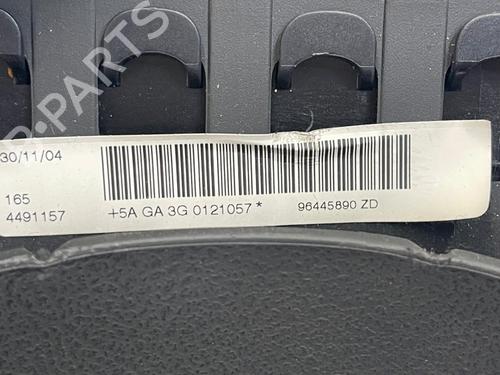 30/11/04
165
4491157
+5A GA 3G 0121057*
96445890 ZD
B-PARTS